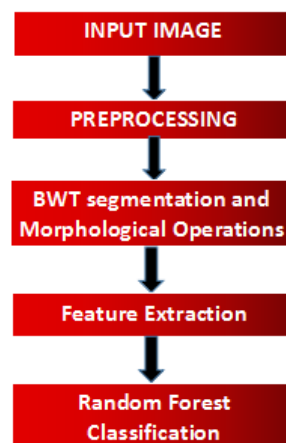 INPUT IMAGE
PREPROCESSING
BWT segmentation and
Morphological Operations
Feature Extraction
Random Forest
Classification